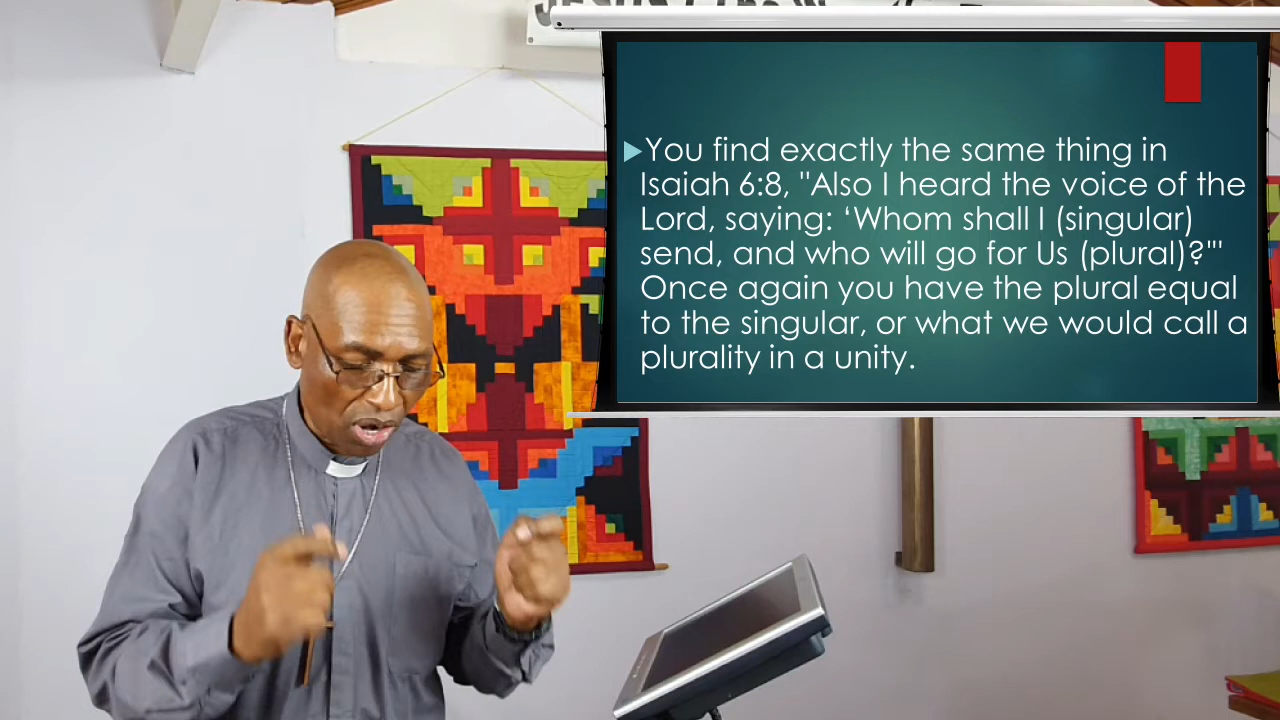 You find exactly the same thing in
Isaiah 6:8, "Also I heard the voice of the
Lord, saying: ‘Whom shall I (singular)
send, and who will go for Us (plural)?'"
Once again you have the plural equal
to the singular, or what we would call a
plurality in a unity.